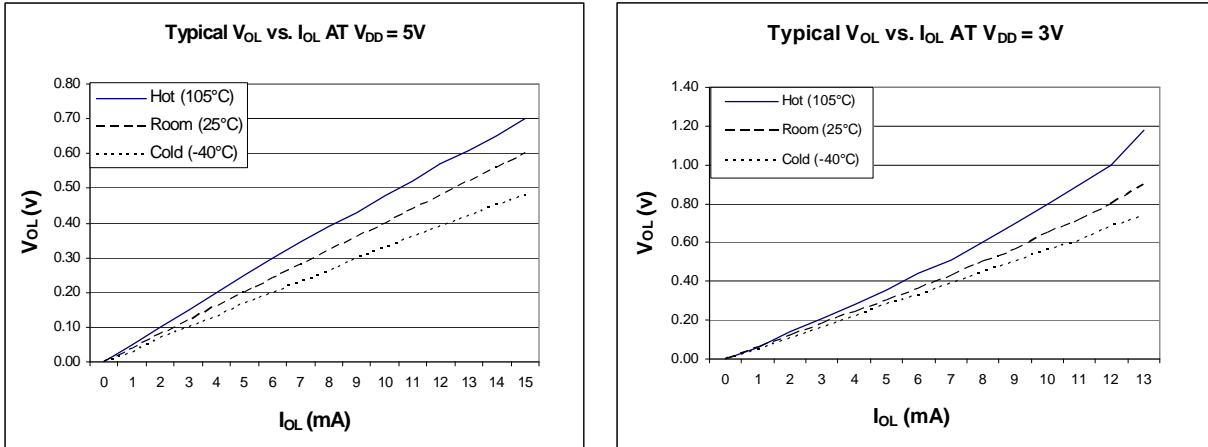 Typical VOL vs. IOL AT VDD = 5V
0.80
0.70
0.60
0.50
0.40
0.30
0.20
0.10
0.00
Hot (105°C)
Room (25°C)
Cold (-40°C)
VOL (v)
0 1 2 3 4 5 6 7 8 9 10 11 12 13 14 15
IOL (mA)
Typical VOL vs. IOL AT VDD = 3V
1.40
1.20
1.00
0.80
0.60
0.40
0.20
0.00
Hot (105°C)
Room (25°C)
Cold (-40°C)
VOL (v)
0 1 2 3 4 5 6 7 8 9 10 11 12 13
IOL (mA)